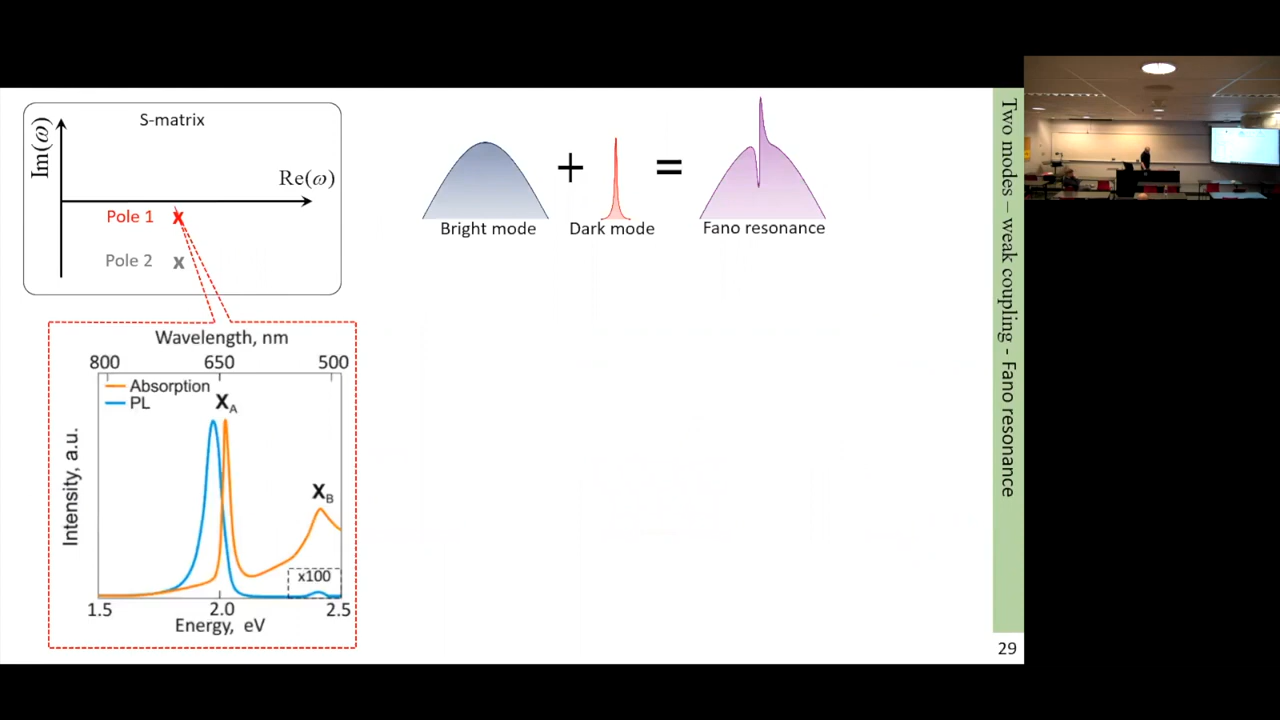 S-matrix
Im(ω)
Re(ω)
Pole 1 x
Pole 2 x
Bright mode + Dark mode = Fano resonance
Wavelength, nm
800 650 500
Absorption
PL
X_A
X_B
x100
Intensity, a.u.
1.5 2.0 2.5
Energy, eV
Two modes – weak coupling - Fano resonance
29